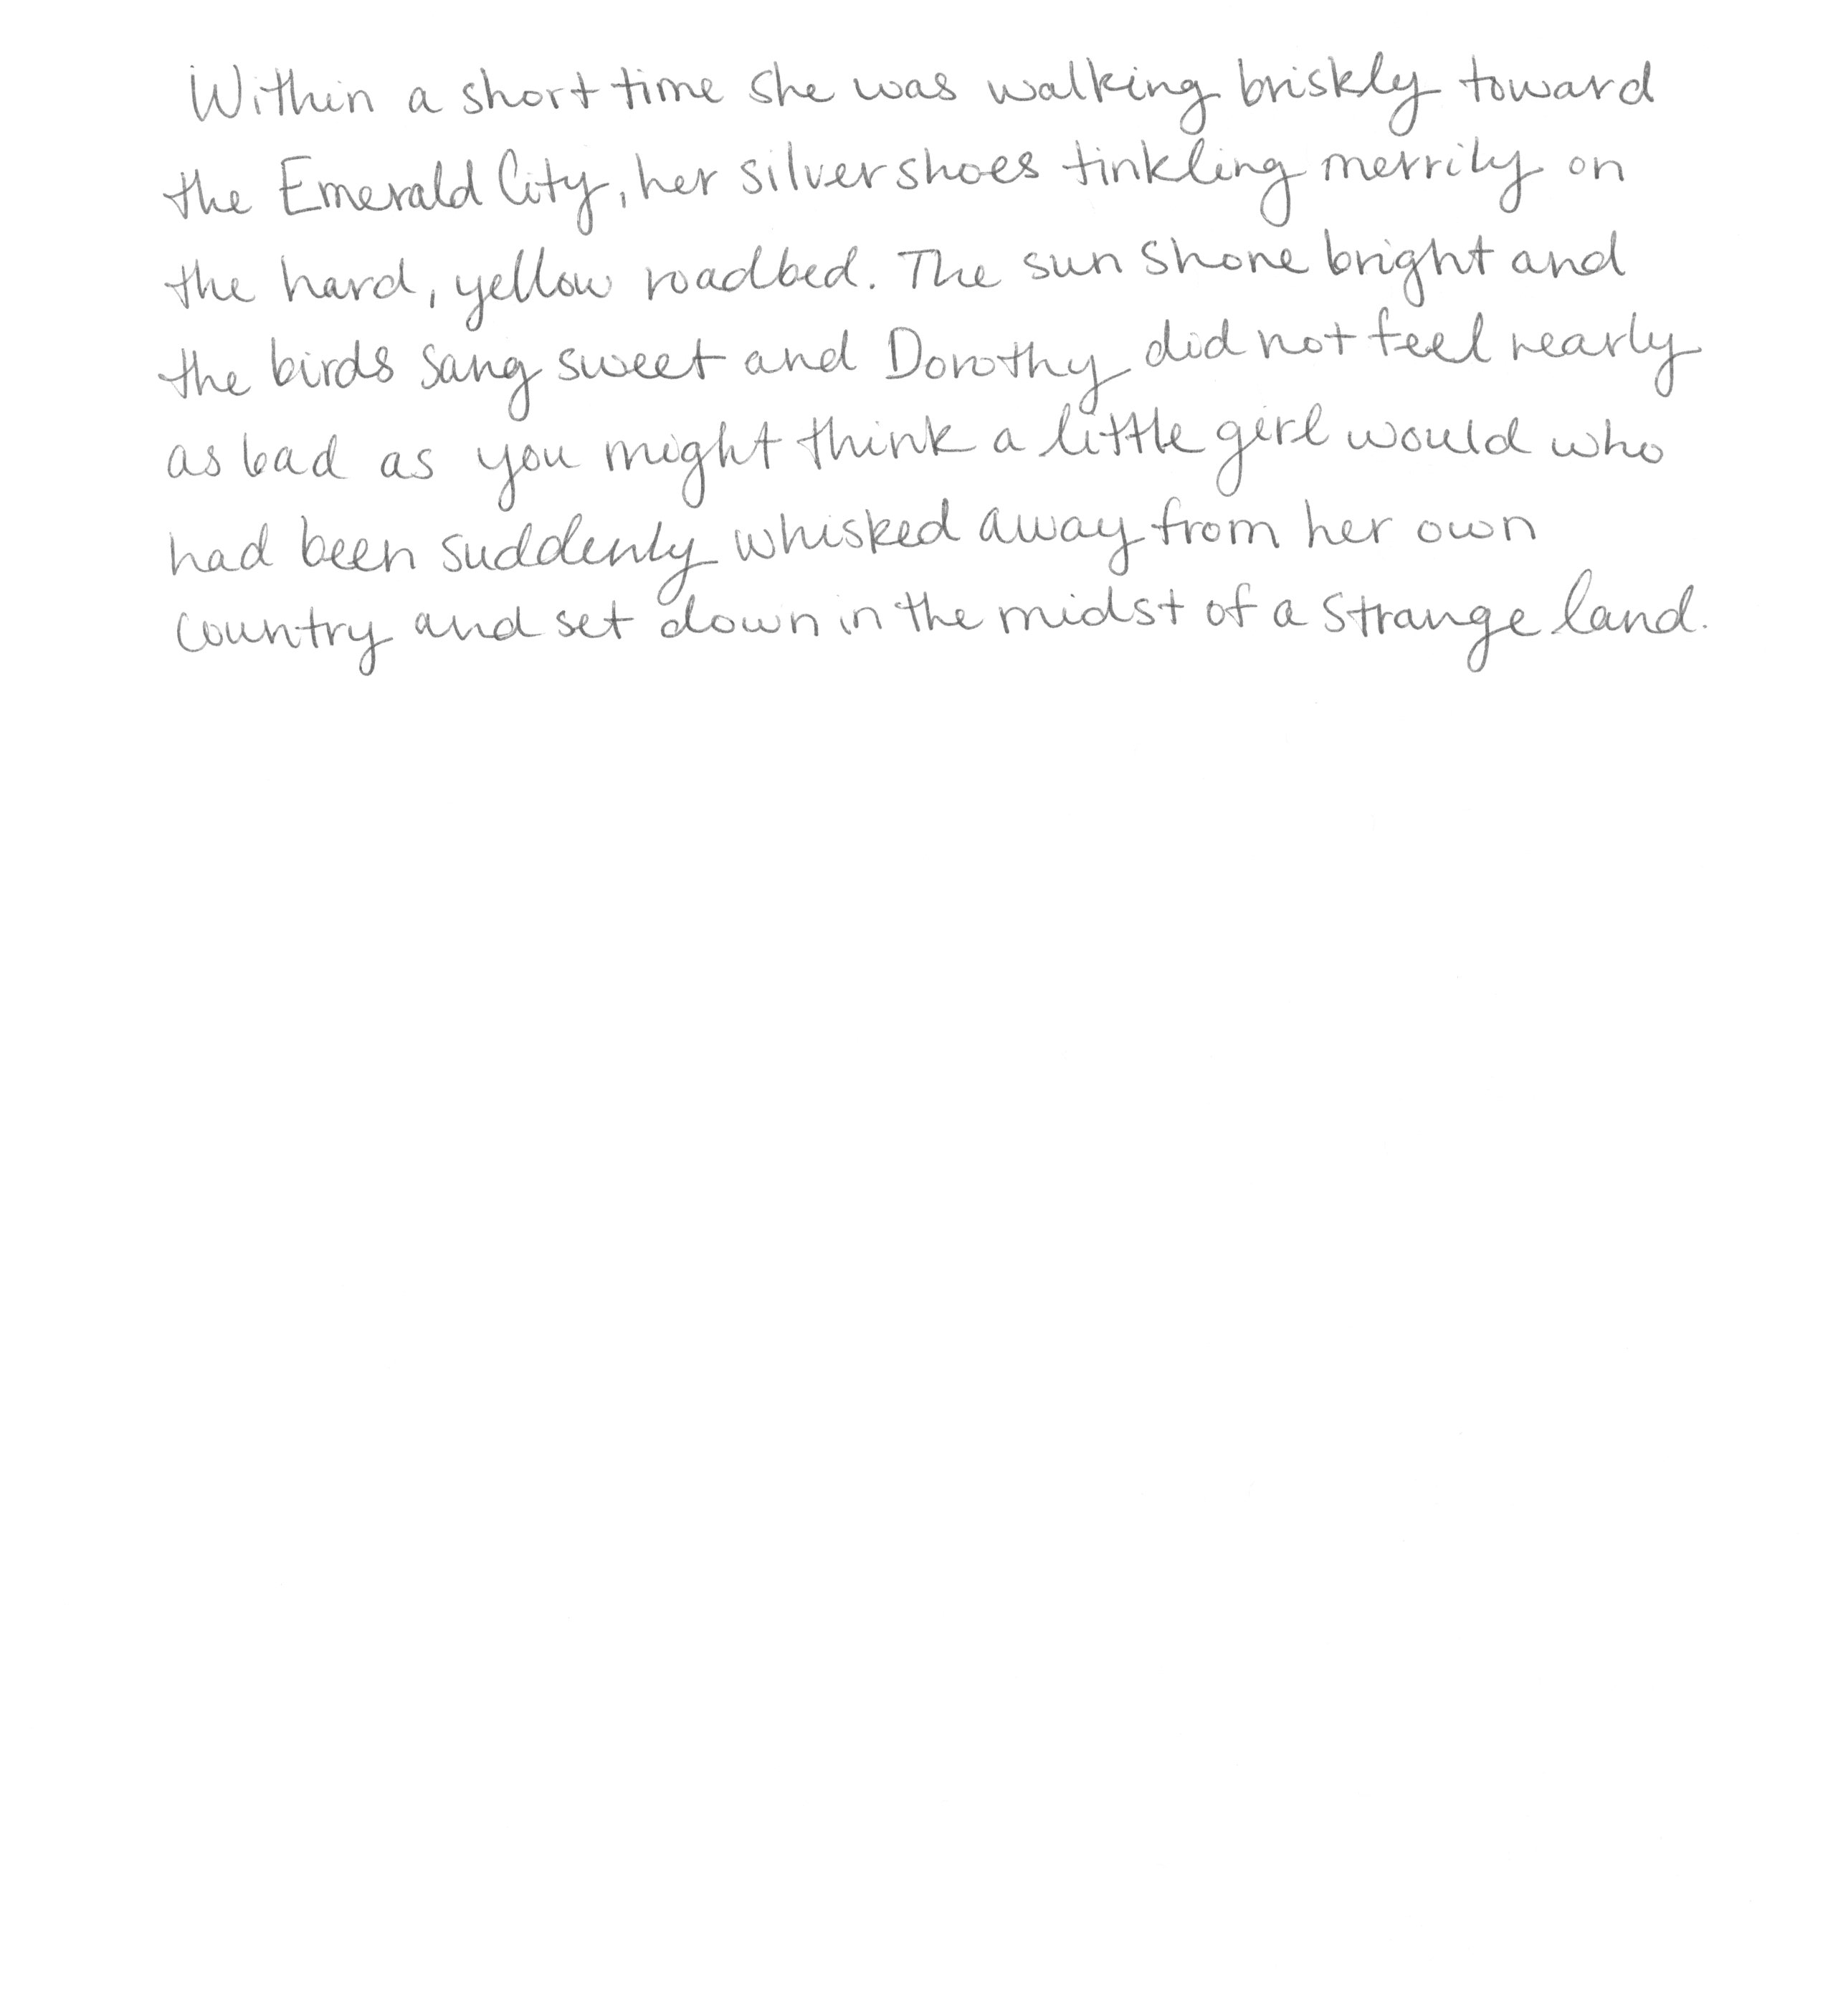 Within a short time she was walking briskly toward
the Emerald City, her silver shoes tinkling merrily on
the hard, yellow roadbed. The sun shone bright and
the birds sang sweet and Dorothy did not feel nearly
as bad as you might think a little girl would who
had been suddenly whisked away from her own
country and set down in the midst of a strange land.